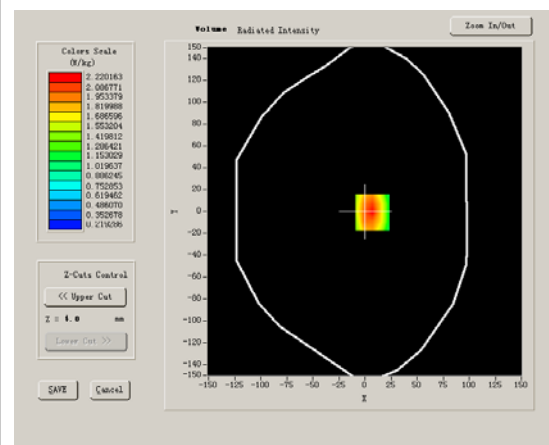 Volume Radiated Intensity
Zoom In/Out
Colors Scale
(W/kg)
2.220163
2.086771
1.953379
1.819988
1.686596
1.553204
1.419812
1.286421
1.153029
1.019637
0.886245
0.752853
0.619462
0.486070
0.352678
0.219286
Z-Cuts Control
<< Upper Cut
Z = mm
Lower Cut >>
SAVE
Cancel
150
140
120
100
80
60
40
20
0
-20
-40
-60
-80
-100
-120
-140
-150
Y
-150 -125 -100 -75 -50 -25 0 25 50 75 100 125 150
X